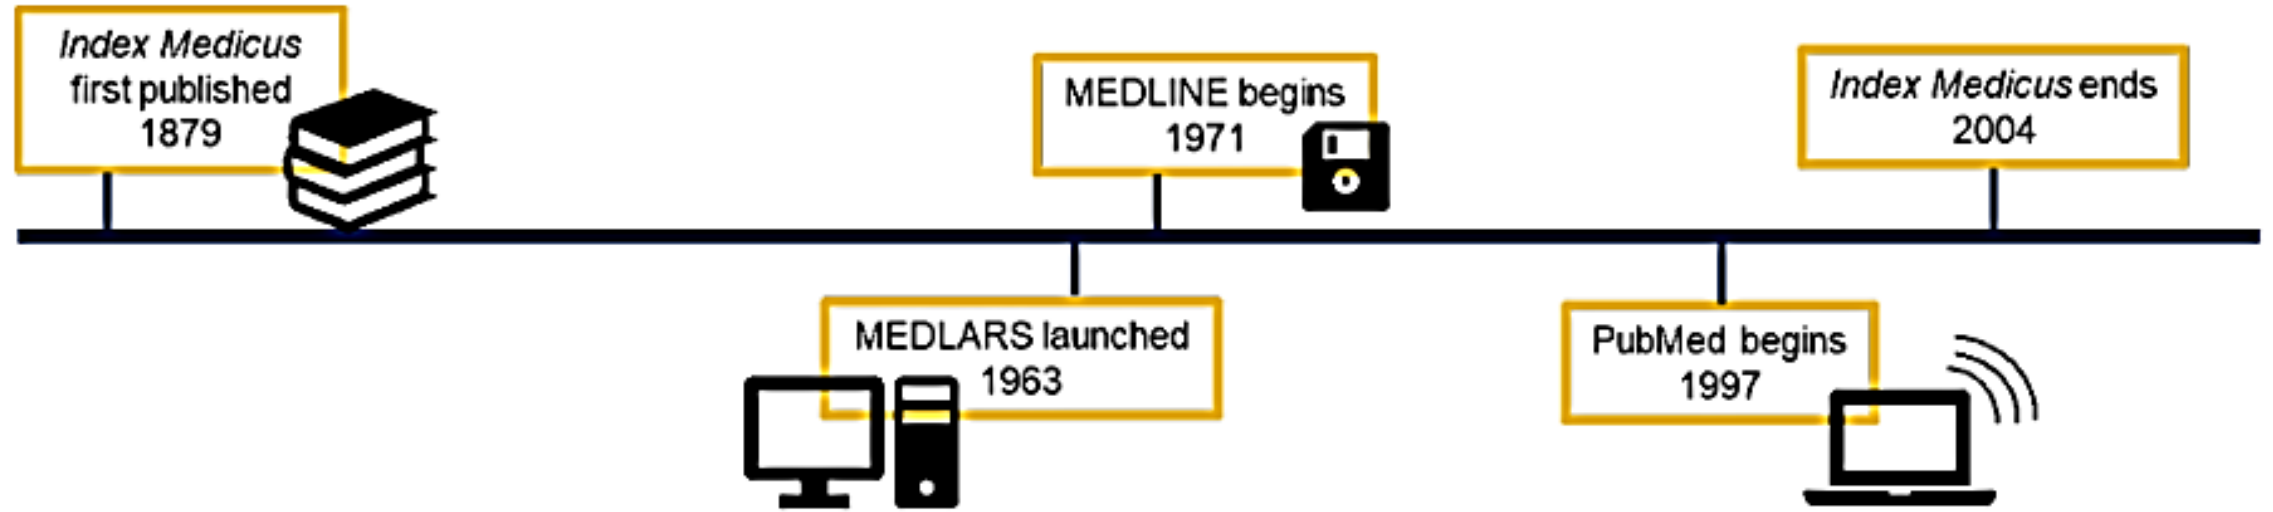 Index Medicus
first published
1879
MEDLARS launched
1963
MEDLINE begins
1971
PubMed begins
1997
Index Medicus ends
2004